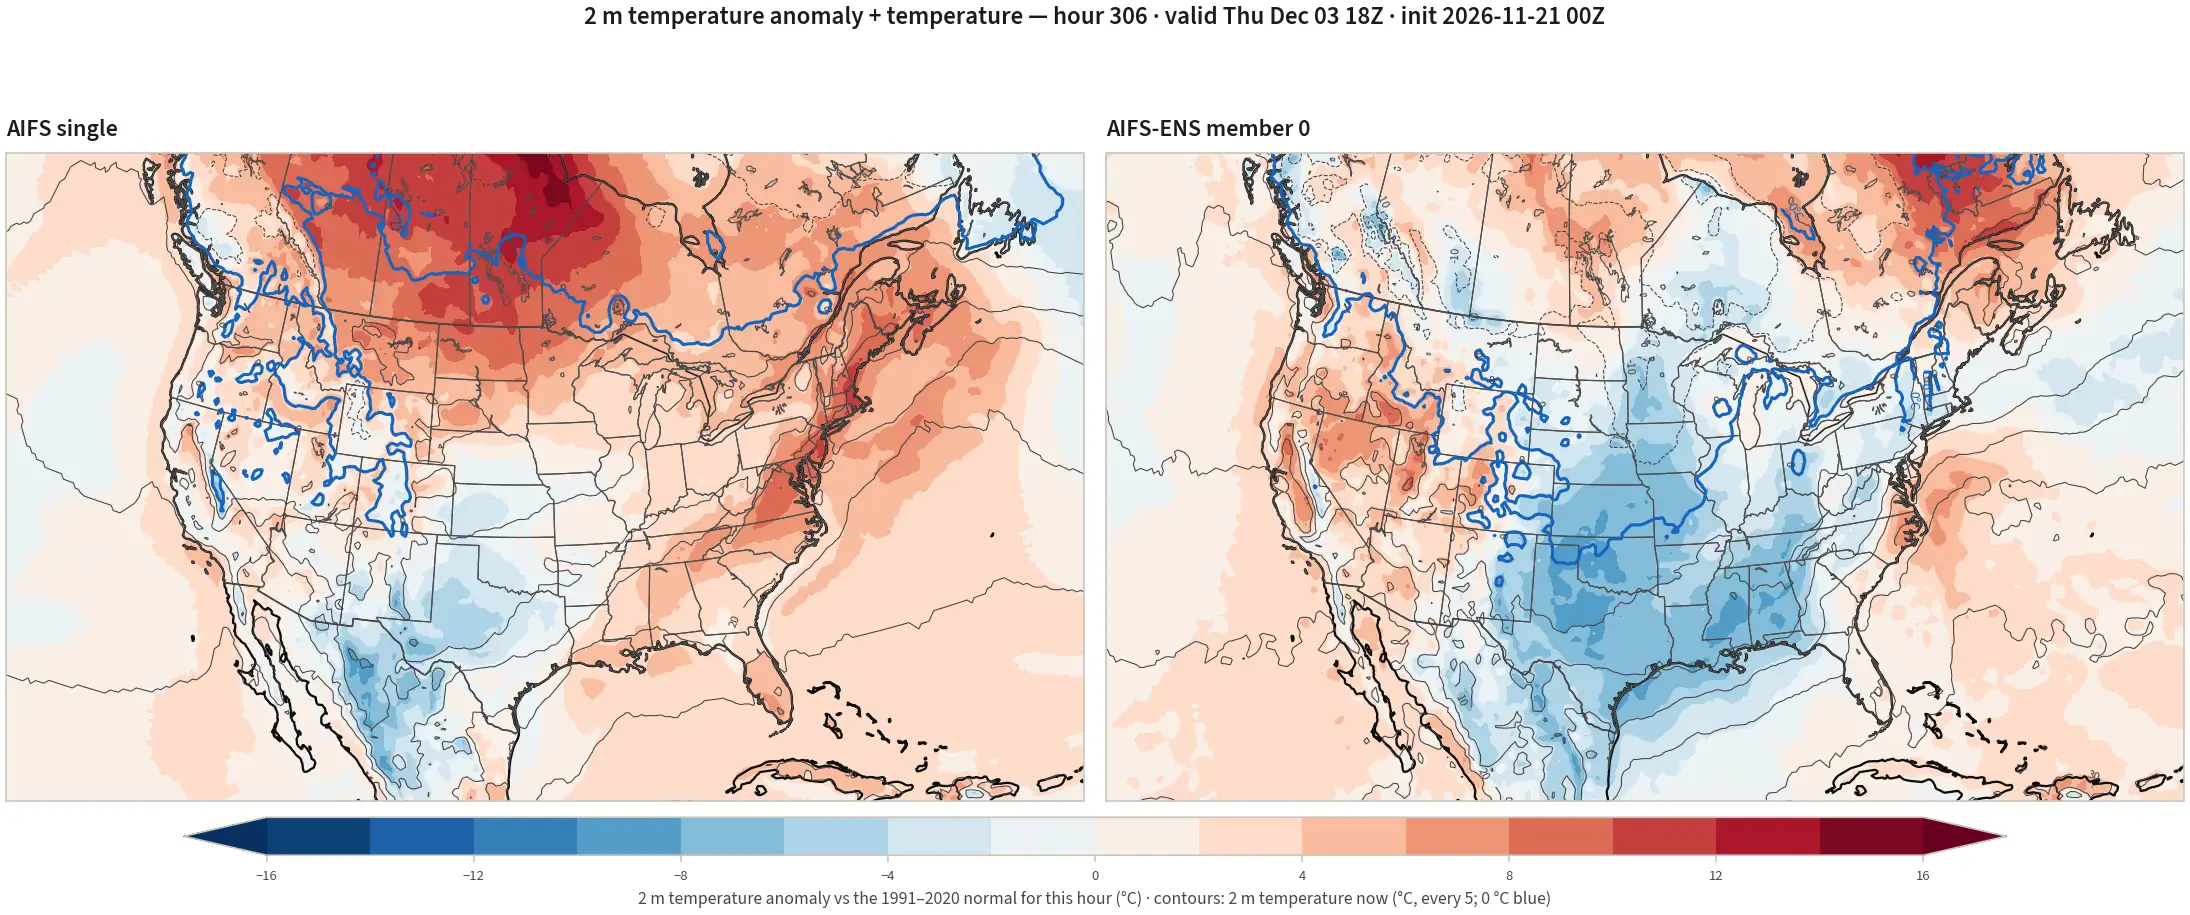 2 m temperature anomaly + temperature — hour 306 · valid Thu Dec 03 18Z · init 2026-11-21 00Z
AIFS single
AIFS-ENS member 0
20
−16 −12 −8 −4 0 4 8 12 16
2 m temperature anomaly vs the 1991–2020 normal for this hour (°C) · contours: 2 m temperature now (°C, every 5; 0 °C blue)